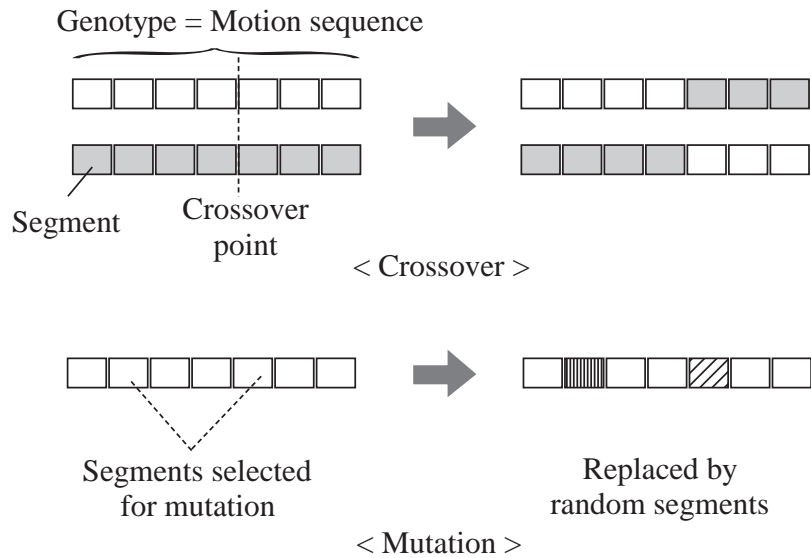 Genotype = Motion sequence
Segment
Crossover
point
< Crossover >
Segments selected
for mutation
Replaced by
random segments
< Mutation >